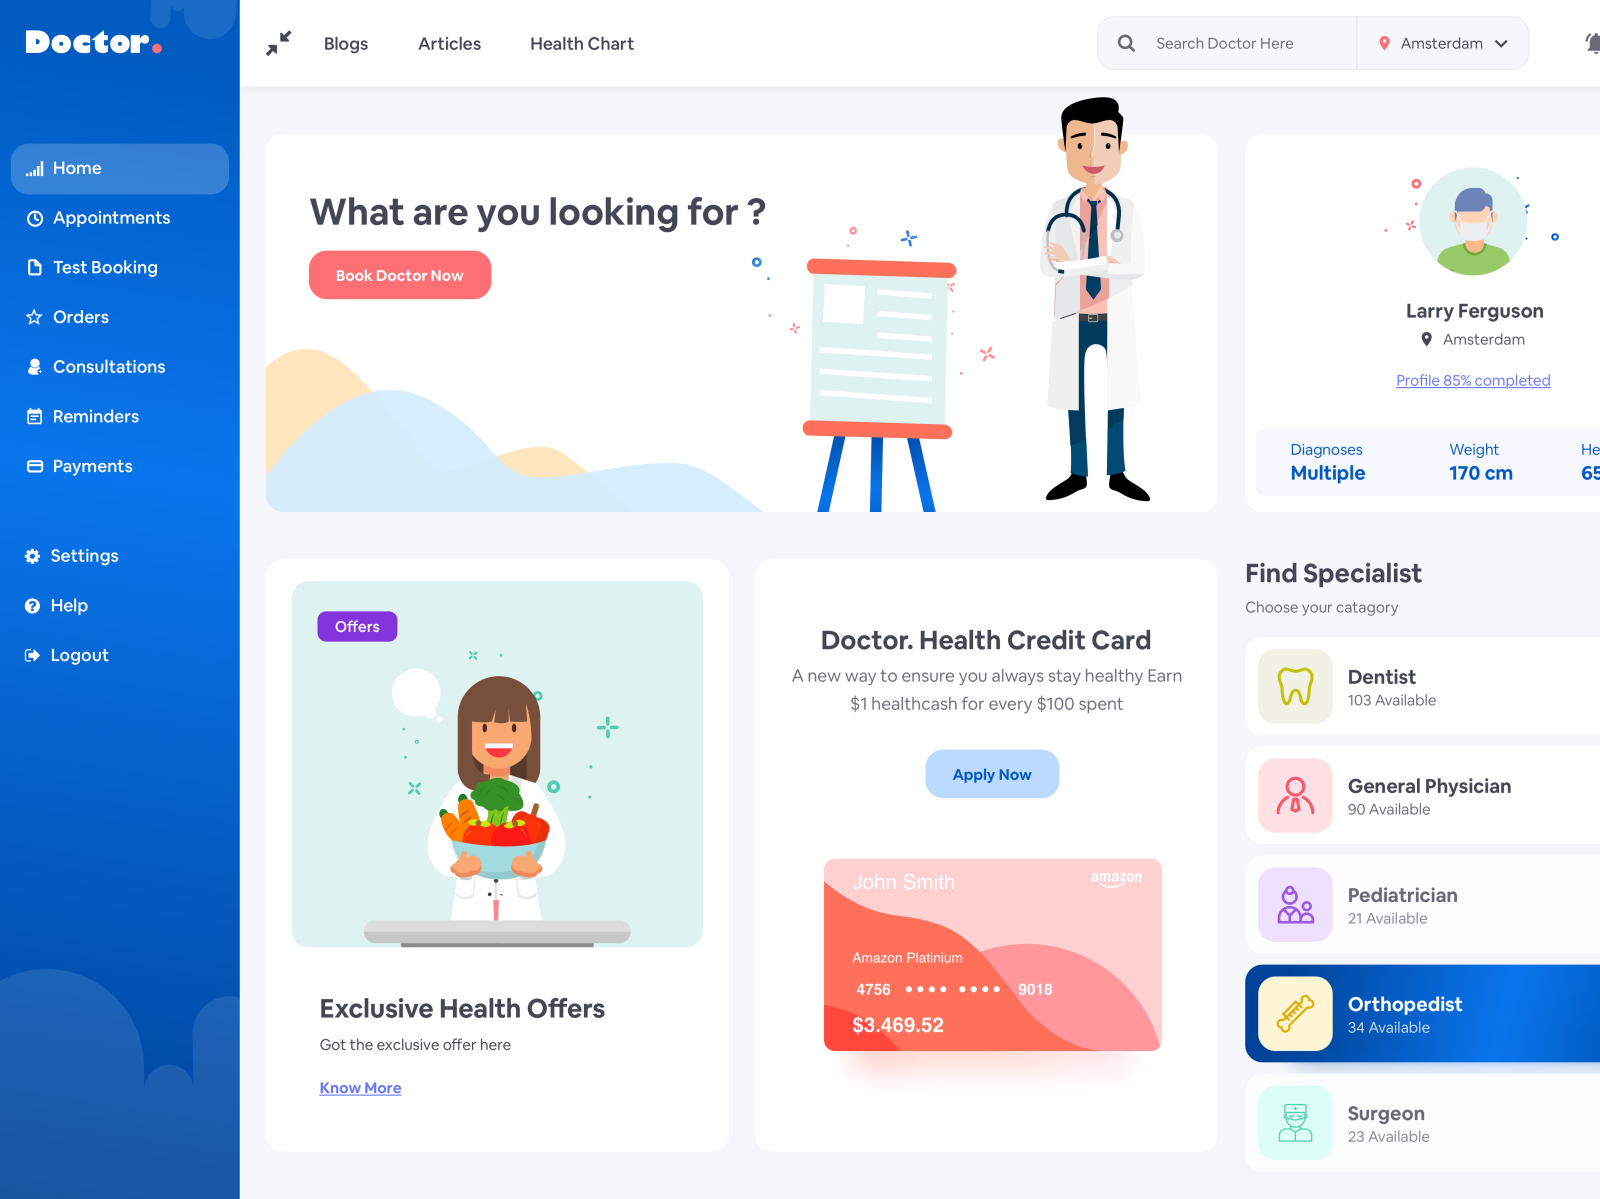 Doctor.
Home
Appointments
Test Booking
Orders
Consultations
Reminders
Payments
Settings
Help
Logout
Blogs
Articles
Health Chart
Search Doctor Here
Amsterdam
What are you looking for ?
Book Doctor Now
Larry Ferguson
Amsterdam
Profile 85% completed
Diagnoses
Multiple
Weight
170 cm
He
65
Offers
Exclusive Health Offers
Got the exclusive offer here
Know More
Doctor. Health Credit Card
A new way to ensure you always stay healthy Earn
$1 healthcash for every $100 spent
Apply Now
John Smith
amazon
Amazon Platinium
4756 •••• •••• 9018
$3.469.52
Find Specialist
Choose your catagory
Dentist
103 Available
General Physician
90 Available
Pediatrician
21 Available
Orthopedist
34 Available
Surgeon
23 Available